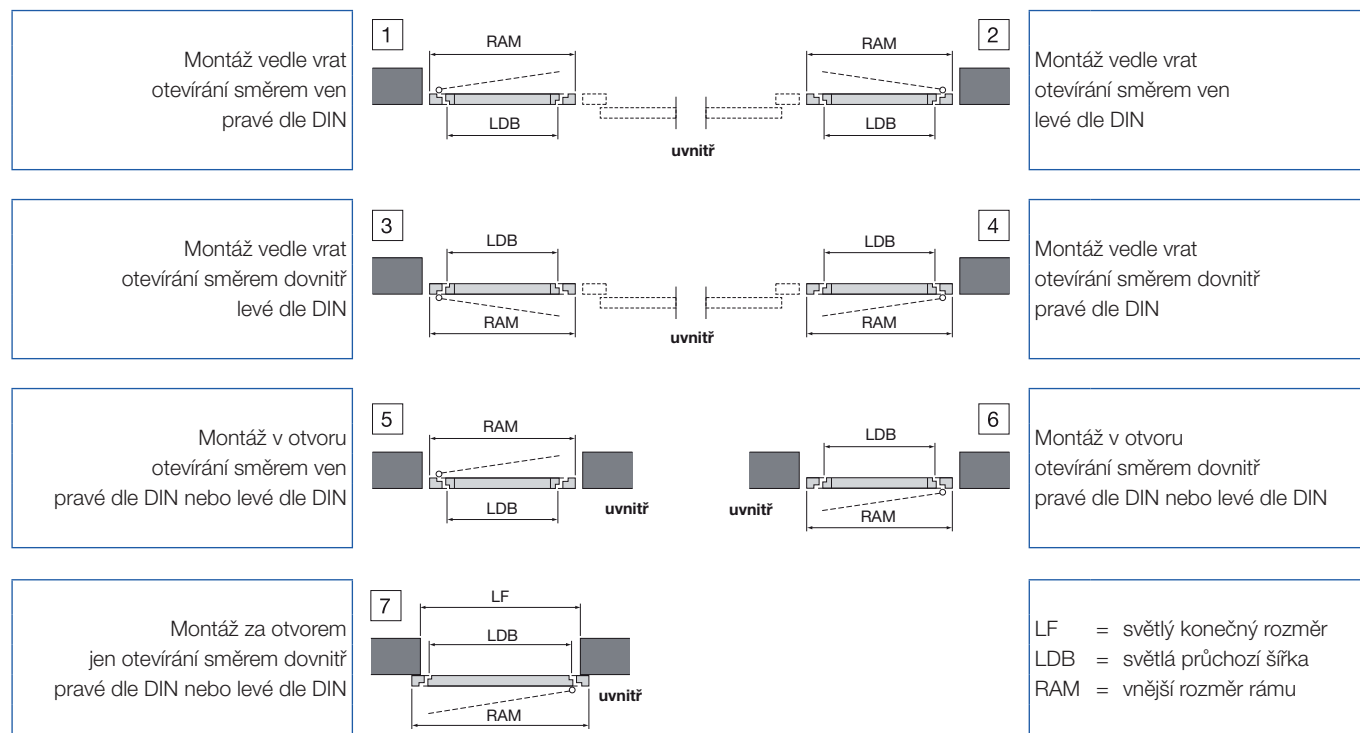 Montáž vedle vrat
otevírání směrem ven
pravé dle DIN
1
RAM
LDB
uvnitř
RAM
LDB
2
Montáž vedle vrat
otevírání směrem ven
levé dle DIN
Montáž vedle vrat
otevírání směrem dovnitř
levé dle DIN
3
LDB
RAM
uvnitř
LDB
RAM
4
Montáž vedle vrat
otevírání směrem dovnitř
pravé dle DIN
Montáž v otvoru
otevírání směrem ven
pravé dle DIN nebo levé dle DIN
5
RAM
LDB
uvnitř
uvnitř
LDB
RAM
6
Montáž v otvoru
otevírání směrem dovnitř
pravé dle DIN nebo levé dle DIN
Montáž za otvorem
jen otevírání směrem dovnitř
pravé dle DIN nebo levé dle DIN
7
LF
LDB
uvnitř
RAM
LF = světlý konečný rozměr
LDB = světlá průchozí šířka
RAM = vnější rozměr rámu